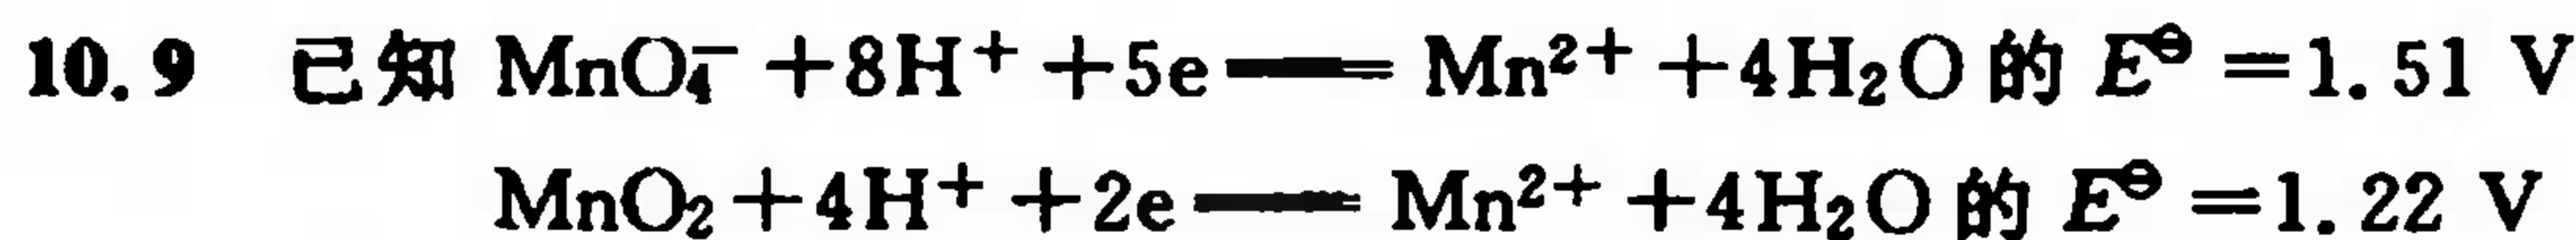 10.9 已知 MnO₄⁻ +8H⁺ +5e══Mn²⁺ +4H₂O 的 E⊖ =1.51 V
MnO₂+4H⁺ +2e══Mn²⁺ +4H₂O 的 E⊖ =1.22 V